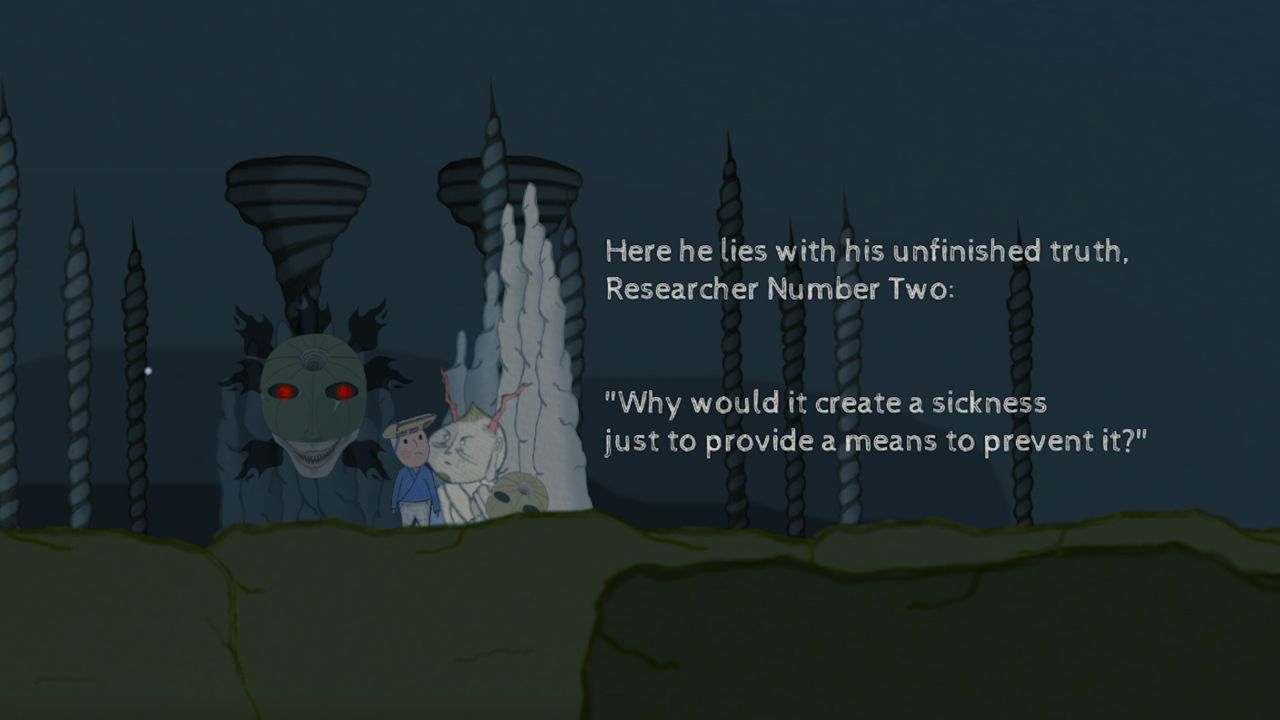 Here he lies with his unfinished truth,
Researcher Number Two:
"Why would it create a sickness
just to provide a means to prevent it?"